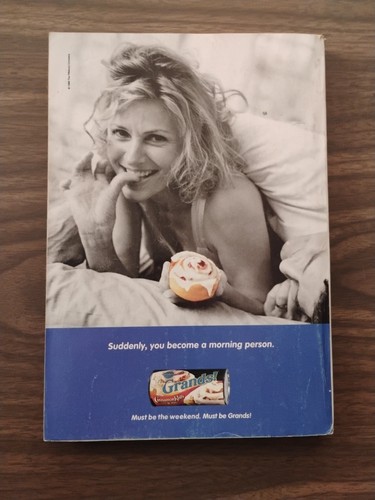 Suddenly, you become a morning person.
Grands!
Must be the weekend. Must be Grands!